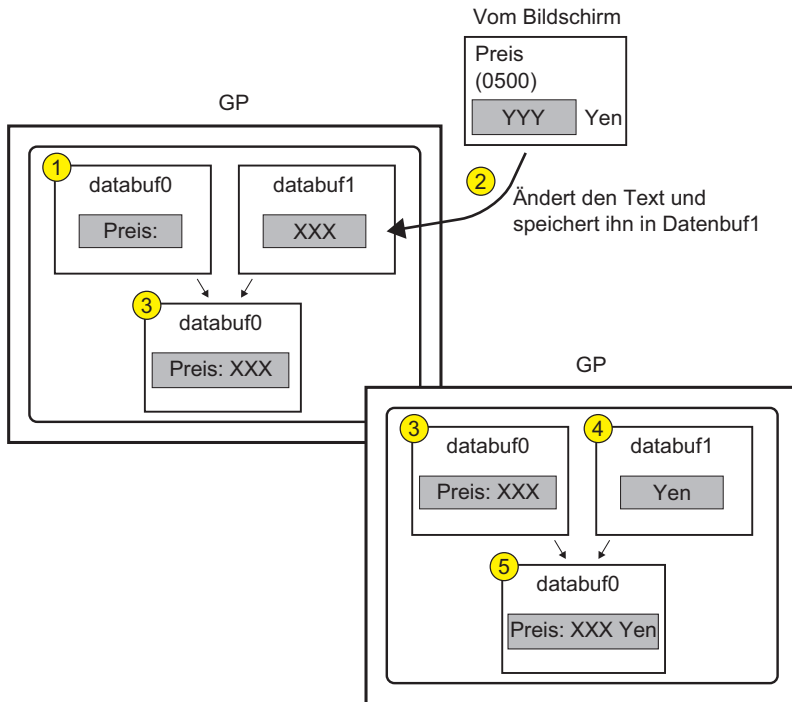 Vom Bildschirm
Preis
(0500)
YYY Yen
GP
1
databuf0
Preis:
databuf1
XXX
2
Ändert den Text und
speichert ihn in Datenbuf1
3
databuf0
Preis: XXX
GP
3
databuf0
Preis: XXX
4
databuf1
Yen
5
databuf0
Preis: XXX Yen